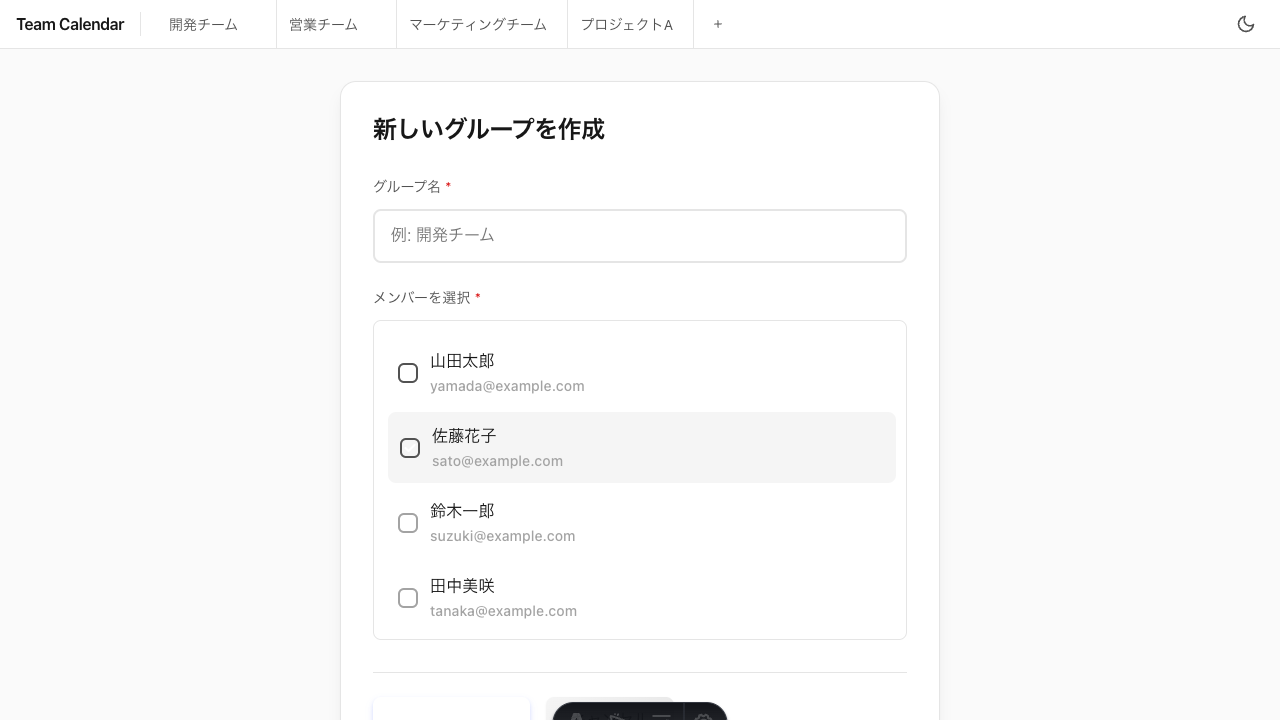 Team Calendar
開発チーム
営業チーム
マーケティングチーム
プロジェクトA
+
新しいグループを作成
グループ名 *
例: 開発チーム
メンバーを選択 *
山田太郎
yamada@example.com
佐藤花子
sato@example.com
鈴木一郎
suzuki@example.com
田中美咲
tanaka@example.com